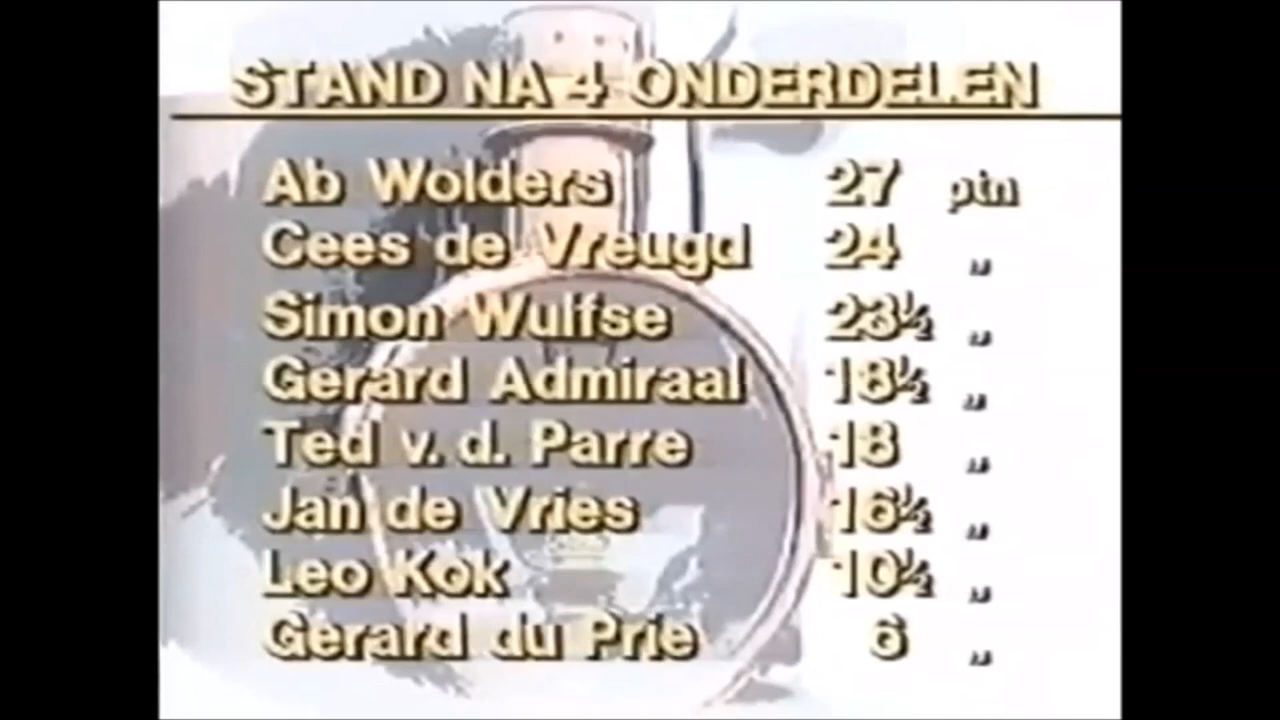 STAND NA 4 ONDERDELEN
Ab Wolders 27 ptn
Cees de Vreugd 24 „
Simon Wulfse 23½ „
Gerard Admiraal 18½ „
Ted v. d. Parre 18 „
Jan de Vries 16½ „
Leo Kok 10½ „
Gerard du Prie 6 „